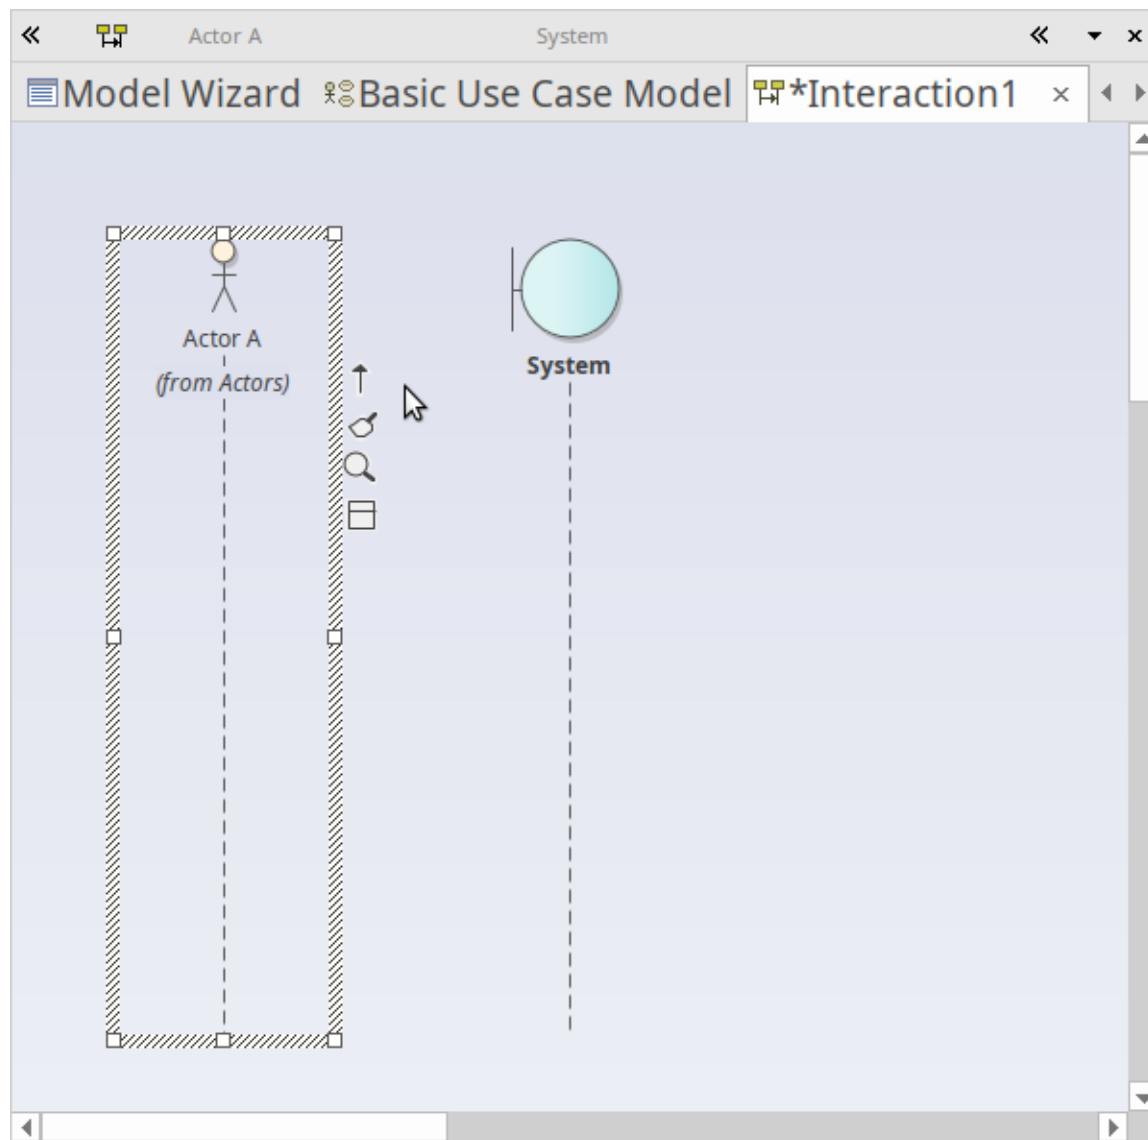 Actor A System
Model Wizard Basic Use Case Model *Interaction1
Actor A
(from Actors)
System